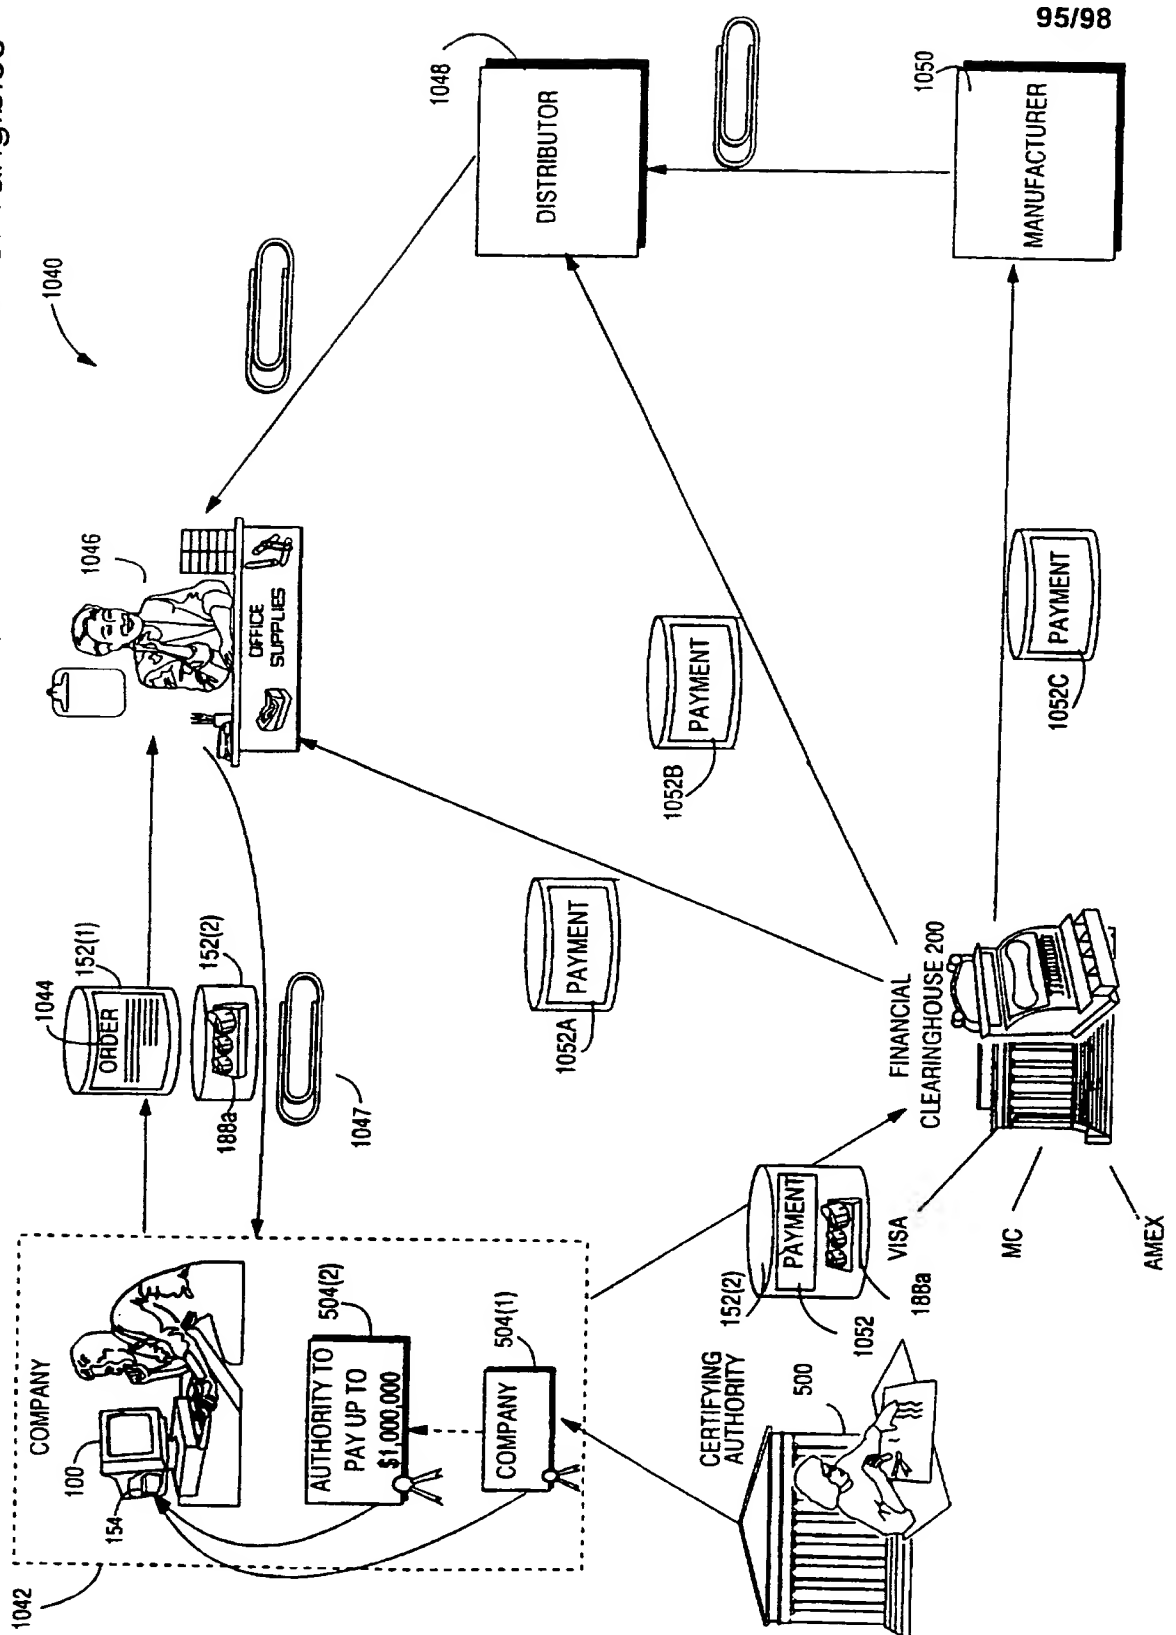 95/98
1040
1042
COMPANY
100
154
AUTHORITY TO
PAY UP TO
$1,000,000
504(2)
COMPANY
504(1)
1044
152(1)
ORDER
152(2)
188a
1047
1046
OFFICE
SUPPLIES
1048
DISTRIBUTOR
1050
MANUFACTURER
PAYMENT
1052A
PAYMENT
1052B
PAYMENT
1052C
CERTIFYING
AUTHORITY
500
152(2)
PAYMENT
1052
188a
FINANCIAL
CLEARINGHOUSE 200
VISA
MC
AMEX